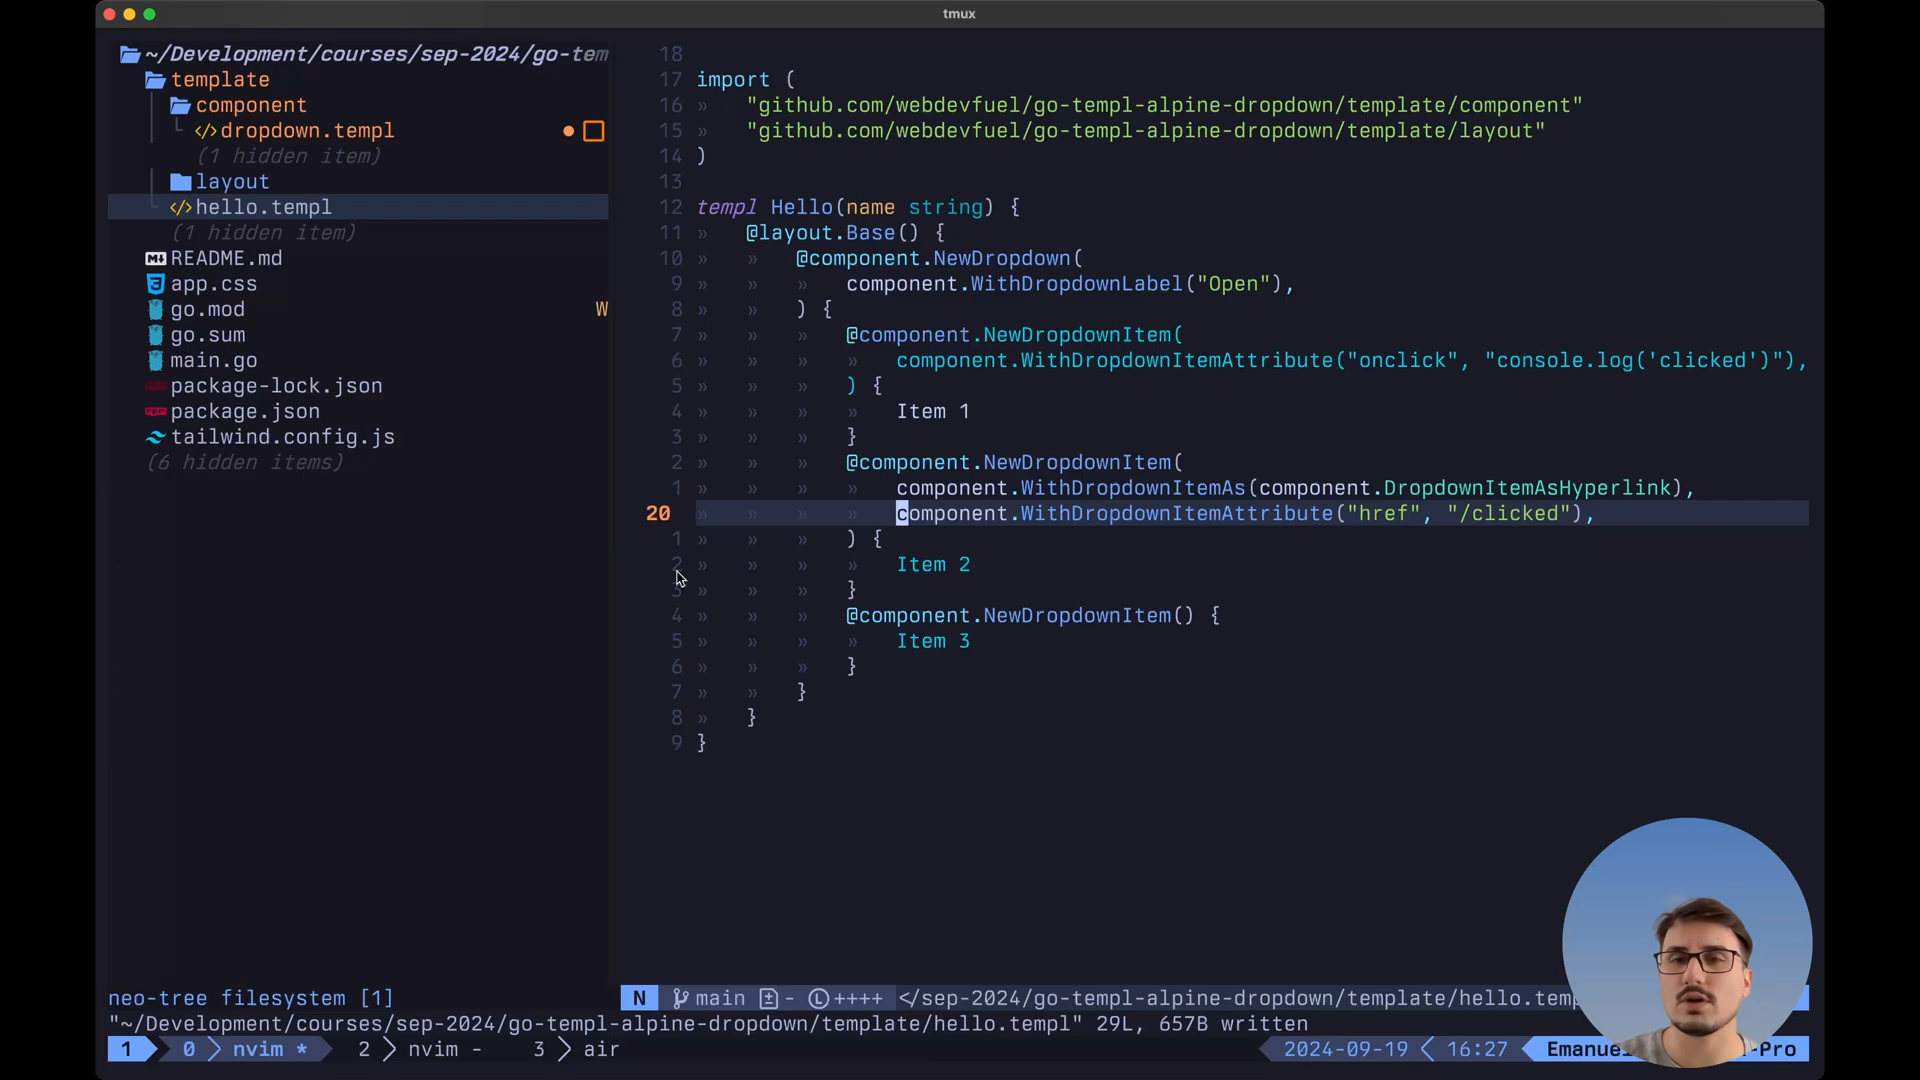 tmux
~/Development/courses/sep-2024/go-tem
template
component
dropdown.templ
(1 hidden item)
layout
hello.templ
(1 hidden item)
README.md
app.css
go.mod W
go.sum
main.go
package-lock.json
package.json
tailwind.config.js
(6 hidden items)
neo-tree filesystem [1]
18
17 import (
16 » "github.com/webdevfuel/go-templ-alpine-dropdown/template/component"
15 » "github.com/webdevfuel/go-templ-alpine-dropdown/template/layout"
14 )
13
12 templ Hello(name string) {
11 » @layout.Base() {
10 » » @component.NewDropdown(
9 » » » component.WithDropdownLabel("Open"),
8 » » ) {
7 » » » @component.NewDropdownItem(
6 » » » » component.WithDropdownItemAttribute("onclick", "console.log('clicked')"),
5 » » » ) {
4 » » » » Item 1
3 » » » }
2 » » » @component.NewDropdownItem(
1 » » » » component.WithDropdownItemAs(component.DropdownItemAsHyperlink),
20 » » » » component.WithDropdownItemAttribute("href", "/clicked"),
1 » » » ) {
2 » » » » Item 2
3 » » » }
4 » » » @component.NewDropdownItem() {
5 » » » » Item 3
6 » » » }
7 » » }
8 » }
9 }
N main - ++++ </sep-2024/go-templ-alpine-dropdown/template/hello.temp
"~/Development/courses/sep-2024/go-templ-alpine-dropdown/template/hello.templ" 29L, 657B written
1 0 nvim * 2 nvim - 3 air 2024-09-19 16:27 Emanue -Pro